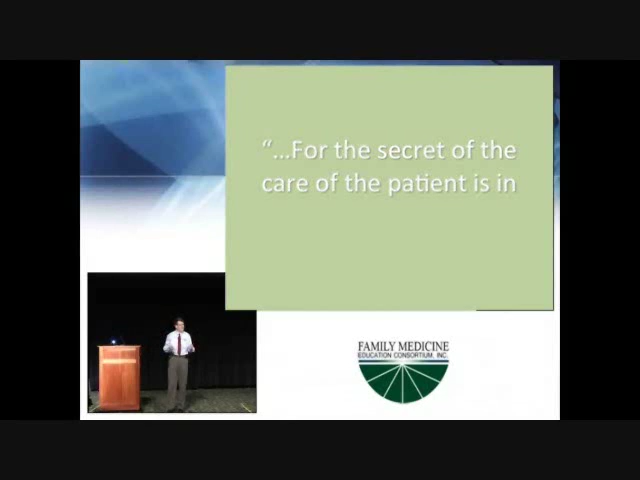 “...For the secret of the
care of the patient is in
FAMILY MEDICINE
EDUCATION CONSORTIUM, INC.